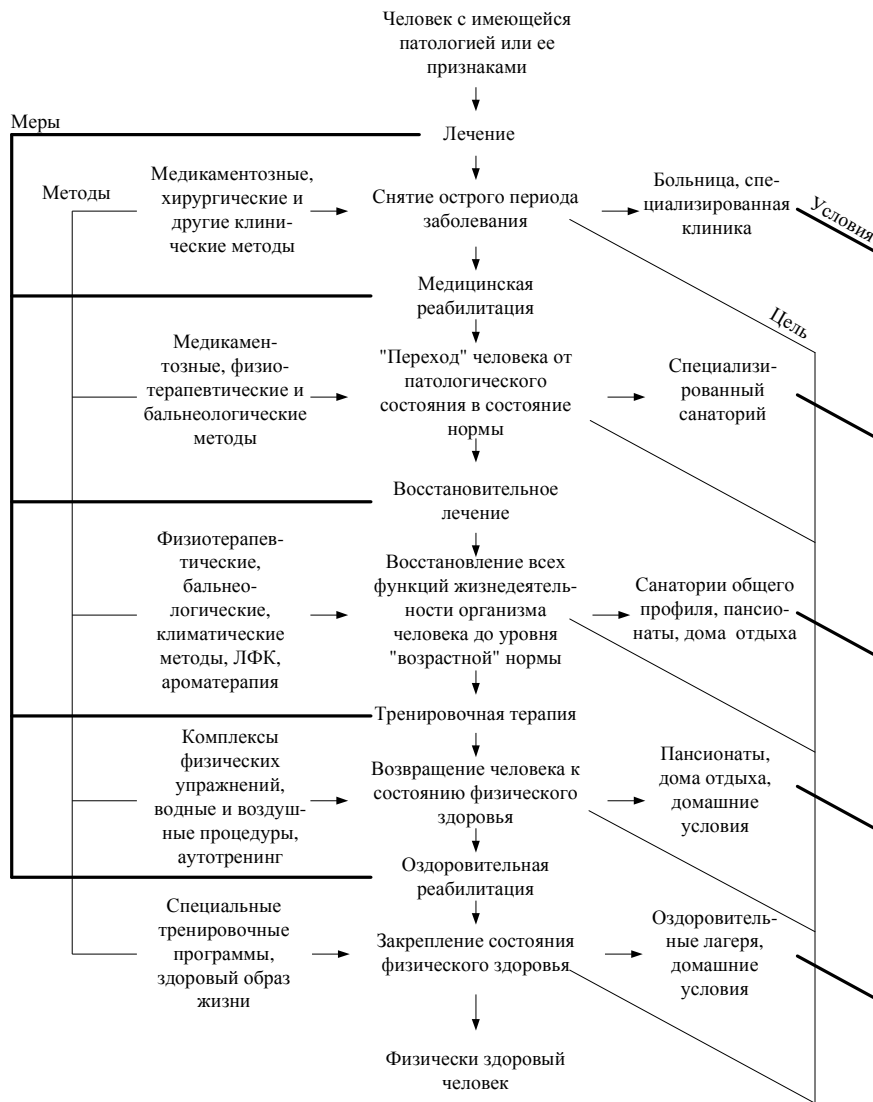 Человек с имеющейся
патологией или ее
признаками
Меры
Лечение
Методы
Медикаментозные,
хирургические и
другие клини-
ческие методы
Снятие острого периода
заболевания
Больница, спе-
циализированная
клиника
Условия
Медицинская
реабилитация
Цель
Медикамен-
тозные, физио-
терапевтические и
бальнеологические
методы
"Переход" человека от
патологического
состояния в состояние
нормы
Специализи-
рованный
санаторий
Восстановительное
лечение
Физиотерапев-
тические,
бальнео-
логические,
климатические
методы, ЛФК,
ароматерапия
Восстановление всех
функций жизнедеятель-
ности организма
человека до уровня
"возрастной" нормы
Санатории общего
профиля, пансио-
наты, дома отдыха
Тренировочная терапия
Комплексы
физических
упражнений,
водные и воздуш-
ные процедуры,
аутотренинг
Возвращение человека к
состоянию физического
здоровья
Пансионаты,
дома отдыха,
домашние
условия
Оздоровительная
реабилитация
Специальные
тренировочные
программы,
здоровый образ
жизни
Закрепление состояния
физического здоровья
Оздоровитель-
ные лагеря,
домашние
условия
Физически здоровый
человек